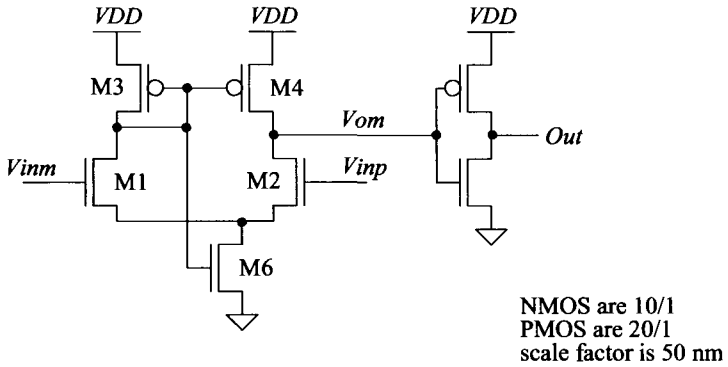 VDD
VDD
VDD
M3
M4
Vom
Out
Vinm
M1
M2
Vinp
M6
NMOS are 10/1
PMOS are 20/1
scale factor is 50 nm